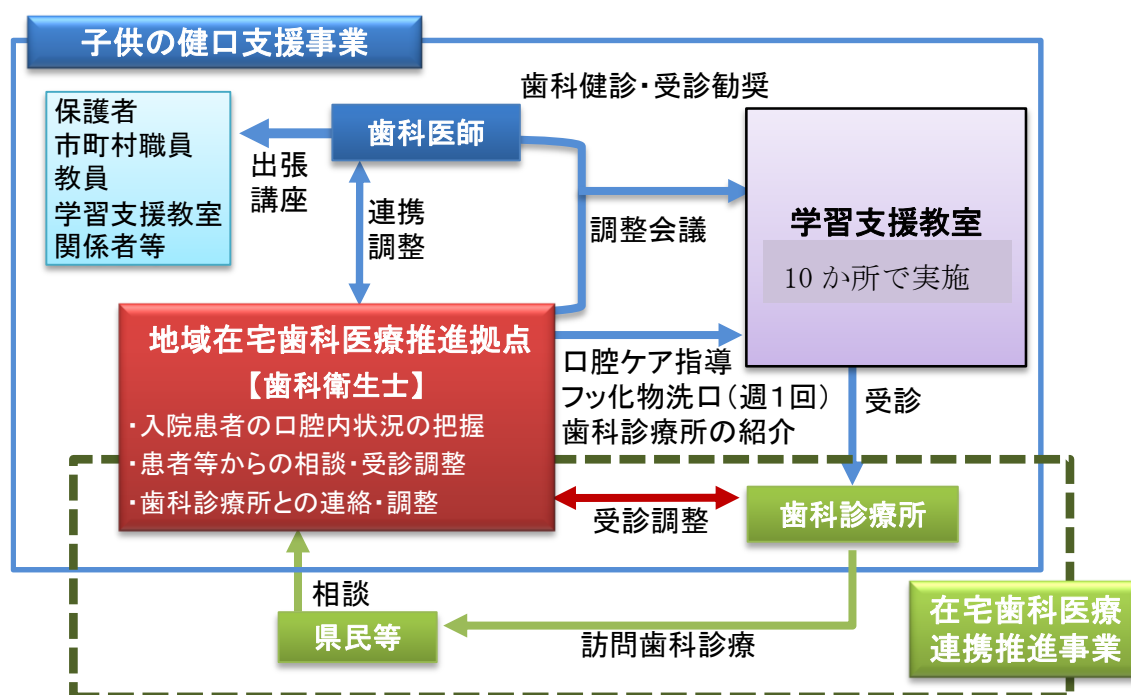 子供の健口支援事業
歯科健診・受診勧奨
保護者
市町村職員
教員
学習支援教室
関係者等
歯科医師
出張
講座
連携
調整
調整会議
学習支援教室
10 か所で実施
地域在宅歯科医療推進拠点
【歯科衛生士】
・入院患者の口腔内状況の把握
・患者等からの相談・受診調整
・歯科診療所との連絡・調整
口腔ケア指導
フッ化物洗口（週１回）
歯科診療所の紹介
受診
受診調整
歯科診療所
相談
県民等
訪問歯科診療
在宅歯科医療
連携推進事業